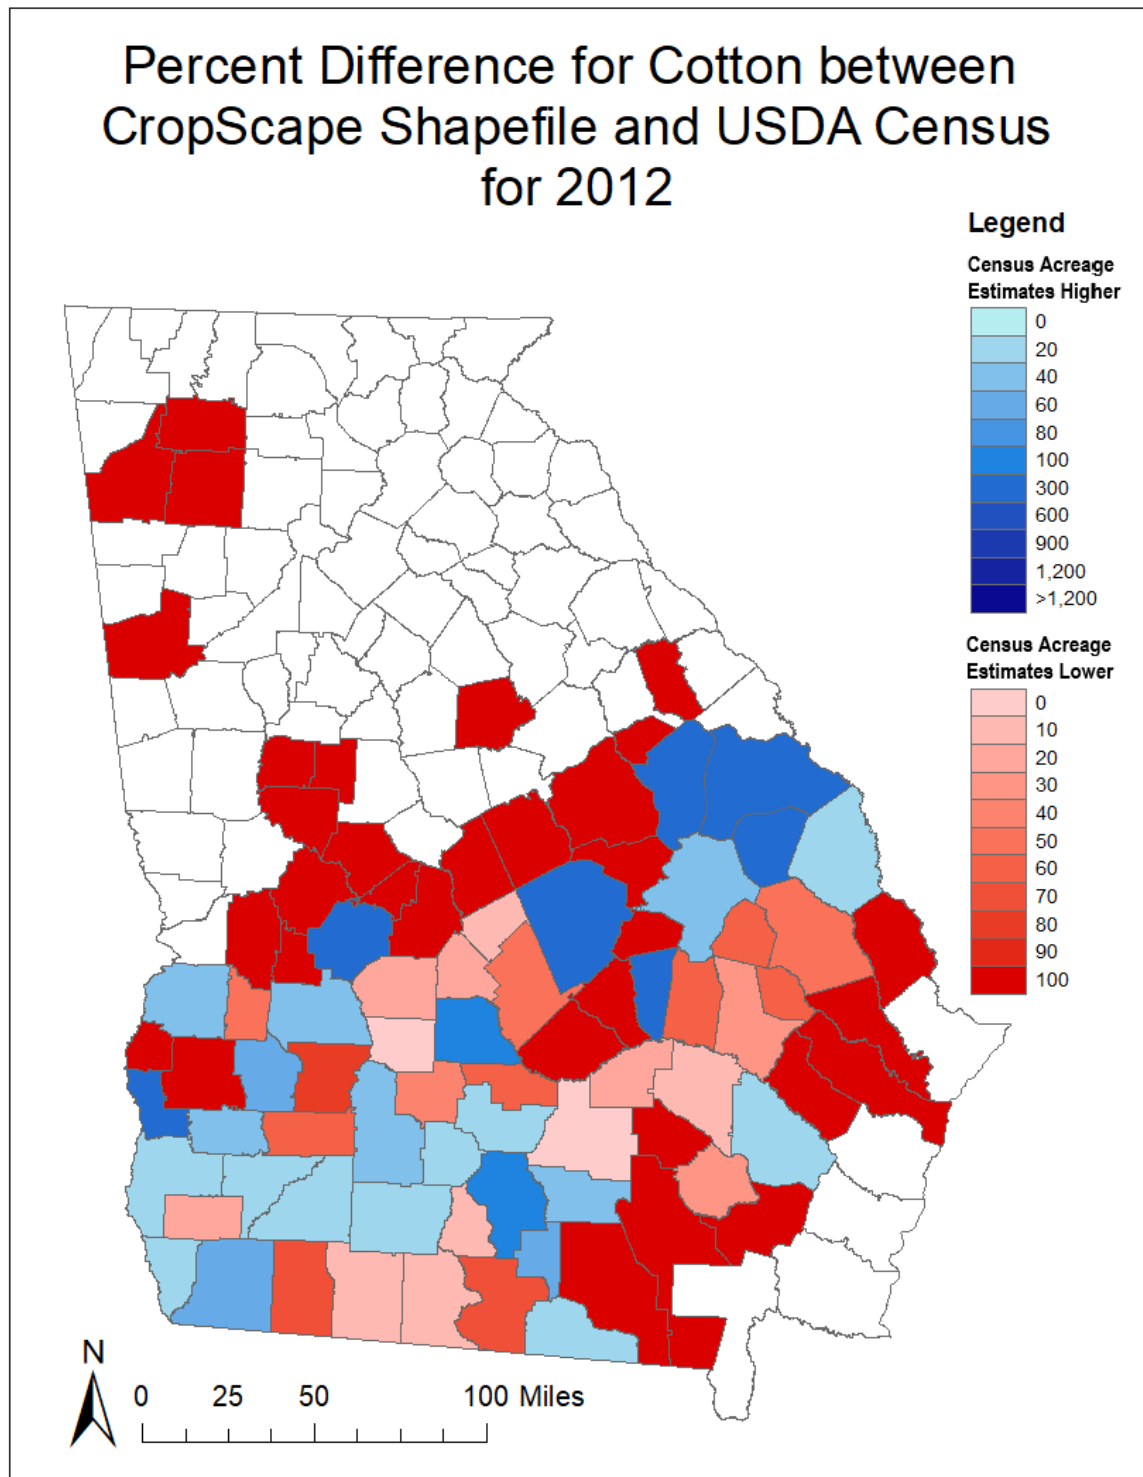 Percent Difference for Cotton between
CropScape Shapefile and USDA Census
for 2012
Legend
Census Acreage
Estimates Higher
0
20
40
60
80
100
300
600
900
1,200
>1,200
Census Acreage
Estimates Lower
0
10
20
30
40
50
60
70
80
90
100
N
0 25 50 100 Miles